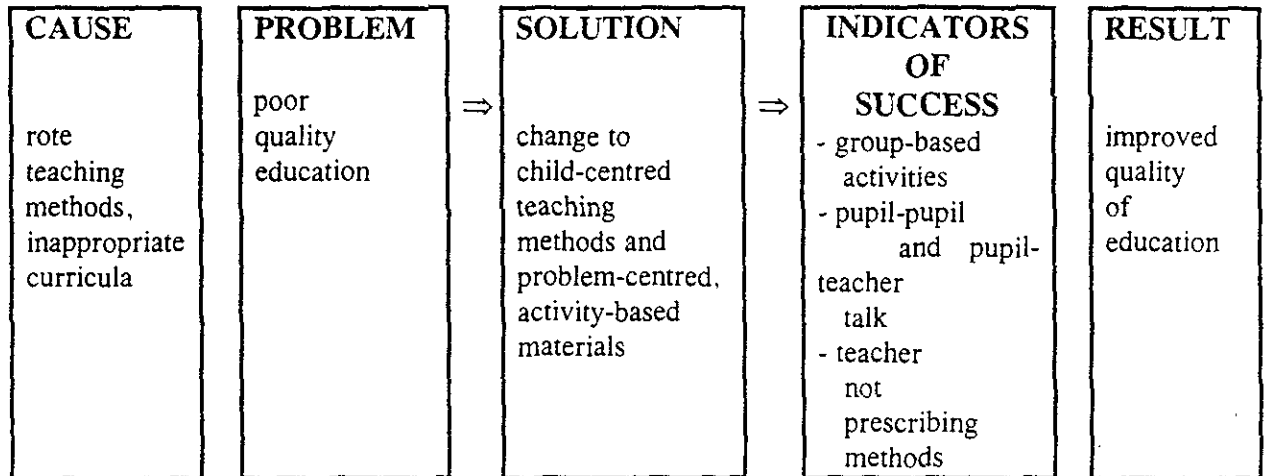 CAUSE
rote
teaching
methods,
inappropriate
curricula
PROBLEM
poor
quality
education
⇒
SOLUTION
change to
child-centred
teaching
methods and
problem-centred,
activity-based
materials
⇒
INDICATORS
OF
SUCCESS
- group-based
activities
- pupil-pupil
and pupil-
teacher
talk
- teacher
not
prescribing
methods
RESULT
improved
quality
of
education